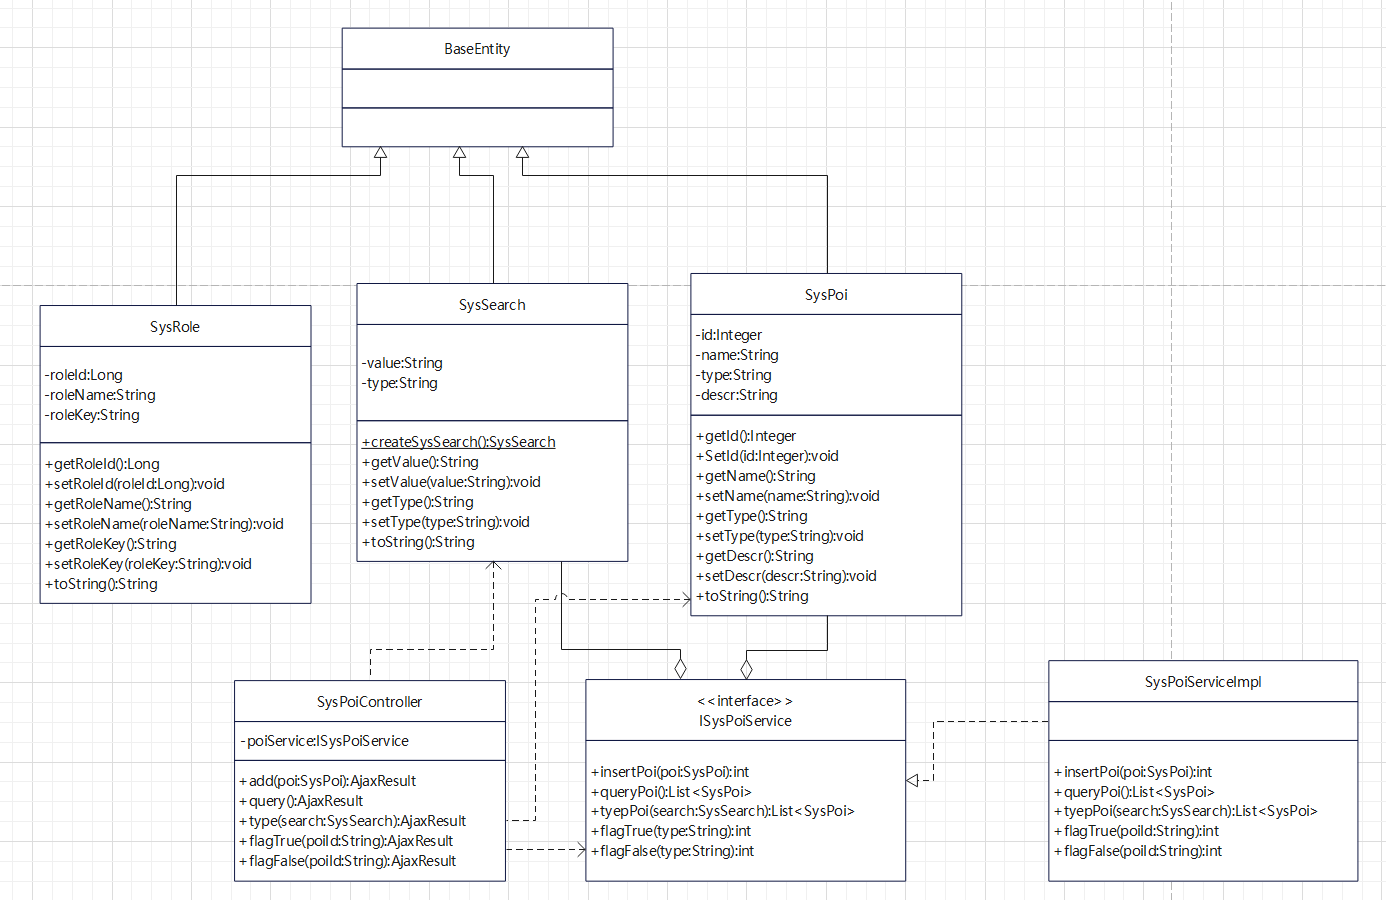 BaseEntity
SysRole
-roleId:Long
-roleName:String
-roleKey:String
+getRoleId():Long
+setRoleId(roleId:Long):void
+getRoleName():String
+setRoleName(roleName:String):void
+getRoleKey():String
+setRoleKey(roleKey:String):void
+toString():String
SysSearch
-value:String
-type:String
+createSysSearch():SysSearch
+getValue():String
+setValue(value:String):void
+getType():String
+setType(type:String):void
+toString():String
SysPoi
-id:Integer
-name:String
-type:String
-descr:String
+getId():Integer
+SetId(id:Integer):void
+getName():String
+setName(name:String):void
+getType():String
+setType(type:String):void
+getDescr():String
+setDescr(descr:String):void
+toString():String
SysPoiController
-poiService:ISysPoiService
+add(poi:SysPoi):AjaxResult
+query():AjaxResult
+type(search:SysSearch):AjaxResult
+flagTrue(poiId:String):AjaxResult
+flagFalse(poiId:String):AjaxResult
<<interface>>
ISysPoiService
+insertPoi(poi:SysPoi):int
+queryPoi():List<SysPoi>
+tyepPoi(search:SysSearch):List<SysPoi>
+flagTrue(type:String):int
+flagFalse(type:String):int
SysPoiServiceImpl
+insertPoi(poi:SysPoi):int
+queryPoi():List<SysPoi>
+tyepPoi(search:SysSearch):List<SysPoi>
+flagTrue(poiId:String):int
+flagFalse(poiId:String):int